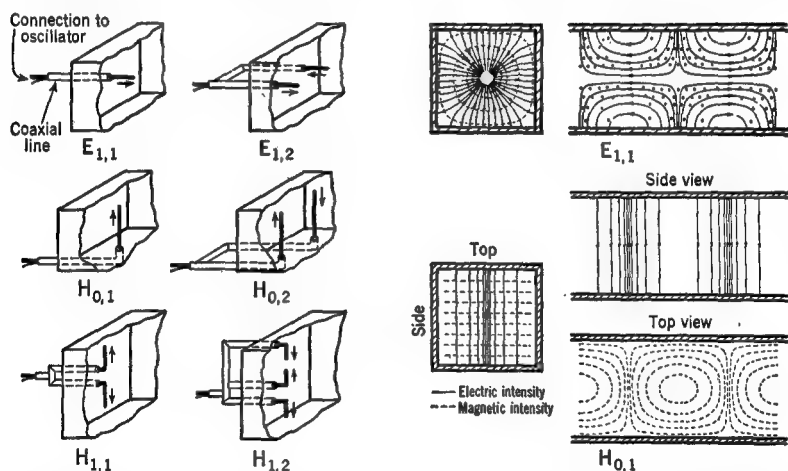 Connection to
oscillator
Coaxial
line
E1,1
E1,2
H0,1
H0,2
H1,1
H1,2
E1,1
Side view
Top
Side
Top view
Electric intensity
Magnetic intensity
H0,1